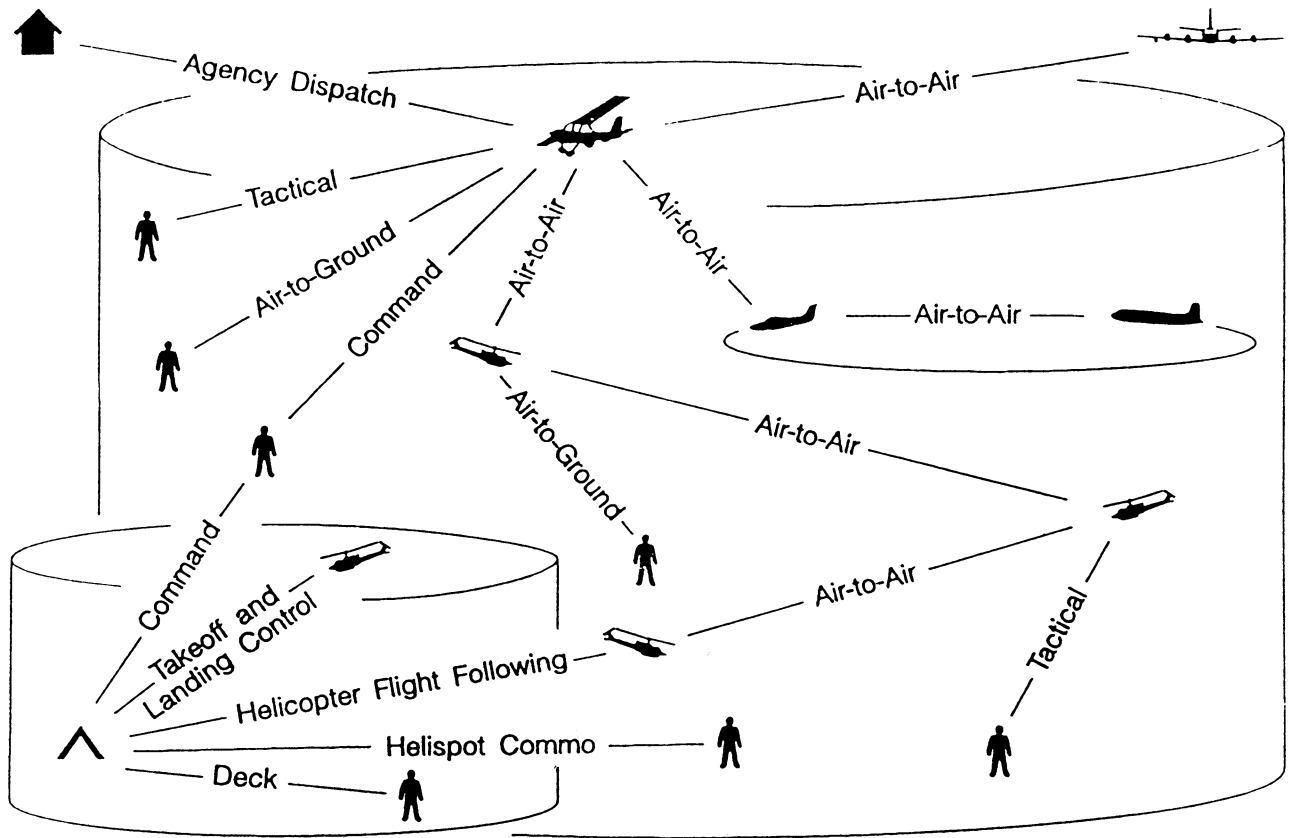 Agency Dispatch
Air-to-Air
Tactical
Air-to-Ground
Command
Air-to-Air
Air-to-Air
Air-to-Air
Air-to-Ground
Air-to-Air
Command
Takeoff and
Landing Control
Air-to-Air
Tactical
Helicopter Flight Following
Helispot Commo
Deck